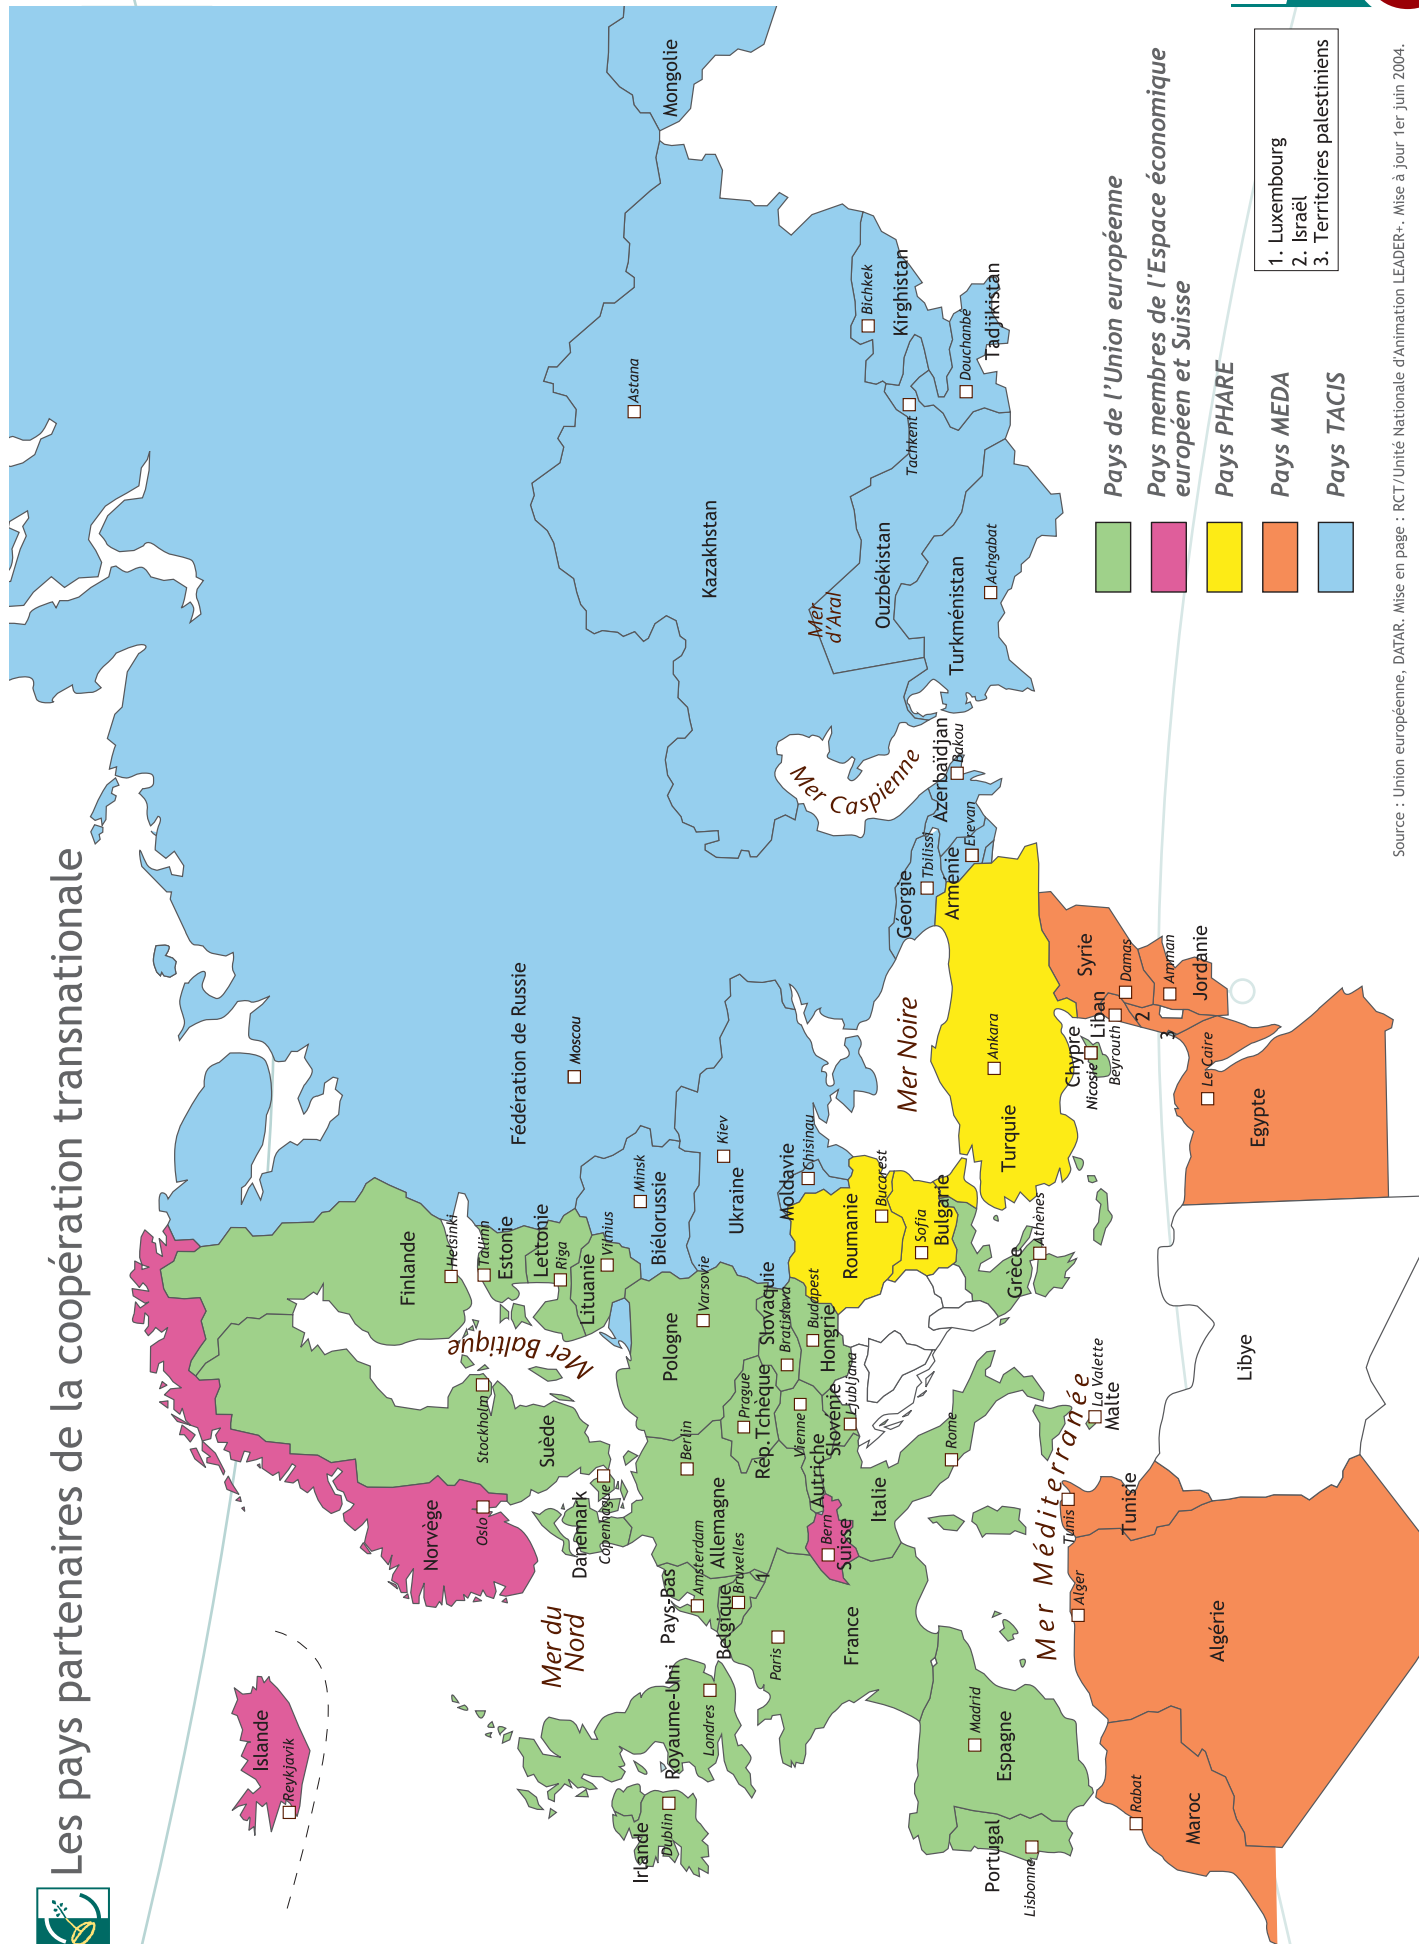 Les pays partenaires de la coopération transnationale
Islande
Reykjavik
Norvège
Oslo
Suède
Stockholm
Finlande
Helsinki
Tallinn
Estonie
Lettonie
Riga
Lituanie
Vilnius
Mer Baltique
Danemark
Copenhague
Mer du
Nord
Irlande
Dublin
Royaume-Uni
Londres
Pays-Bas
Amsterdam
Belgique
Bruxelles
1
Allemagne
Berlin
Pologne
Varsovie
Rép.Tchèque
Prague
Slovaquie
Bratislava
Autriche
Vienne
Hongrie
Budapest
Slovénie
Ljubljana
Suisse
Bern
France
Paris
Italie
Rome
Espagne
Madrid
Portugal
Lisbonne
Grèce
Athènes
Malte
La Valette
Chypre
Nicosie
Roumanie
Bucarest
Bulgarie
Sofia
Turquie
Ankara
Fédération de Russie
Moscou
Biélorussie
Minsk
Ukraine
Kiev
Moldavie
Chisinau
Mer Noire
Géorgie
Tbilissi
Arménie
Erevan
Azerbaïdjan
Bakou
Mer Caspienne
Kazakhstan
Astana
Mer
d'Aral
Ouzbékistan
Tachkent
Turkménistan
Achgabat
Kirghistan
Bichkek
Tadjikistan
Douchanbe
Mongolie
Mer Méditerranée
Maroc
Rabat
Algérie
Alger
Tunisie
Tunis
Libye
Egypte
Le Caire
Syrie
Damas
Liban
Beyrouth
2
3
Jordanie
Amman
Pays de l'Union européenne
Pays membres de l'Espace économique
européen et Suisse
Pays PHARE
Pays MEDA
Pays TACIS
1. Luxembourg
2. Israël
3. Territoires palestiniens
Source : Union européenne, DATAR. Mise en page : RCT/Unité Nationale d'Animation LEADER+. Mise à jour 1er juin 2004.